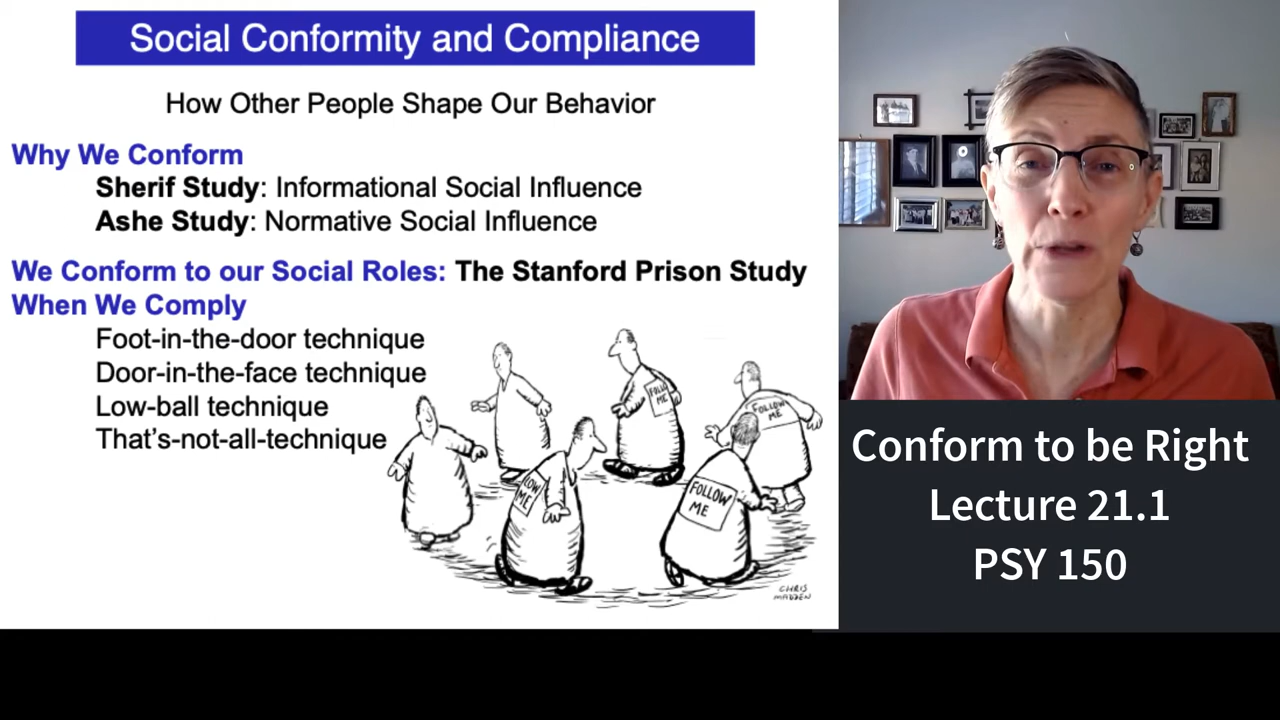 Social Conformity and Compliance
How Other People Shape Our Behavior
Why We Conform
Sherif Study: Informational Social Influence
Ashe Study: Normative Social Influence
We Conform to our Social Roles: The Stanford Prison Study
When We Comply
Foot-in-the-door technique
Door-in-the-face technique
Low-ball technique
That's-not-all-technique
FOLLOW
ME
FOLLOW
ME
LOW
ME
FOLLOW
ME
CHRIS
MADDEN
Conform to be Right
Lecture 21.1
PSY 150